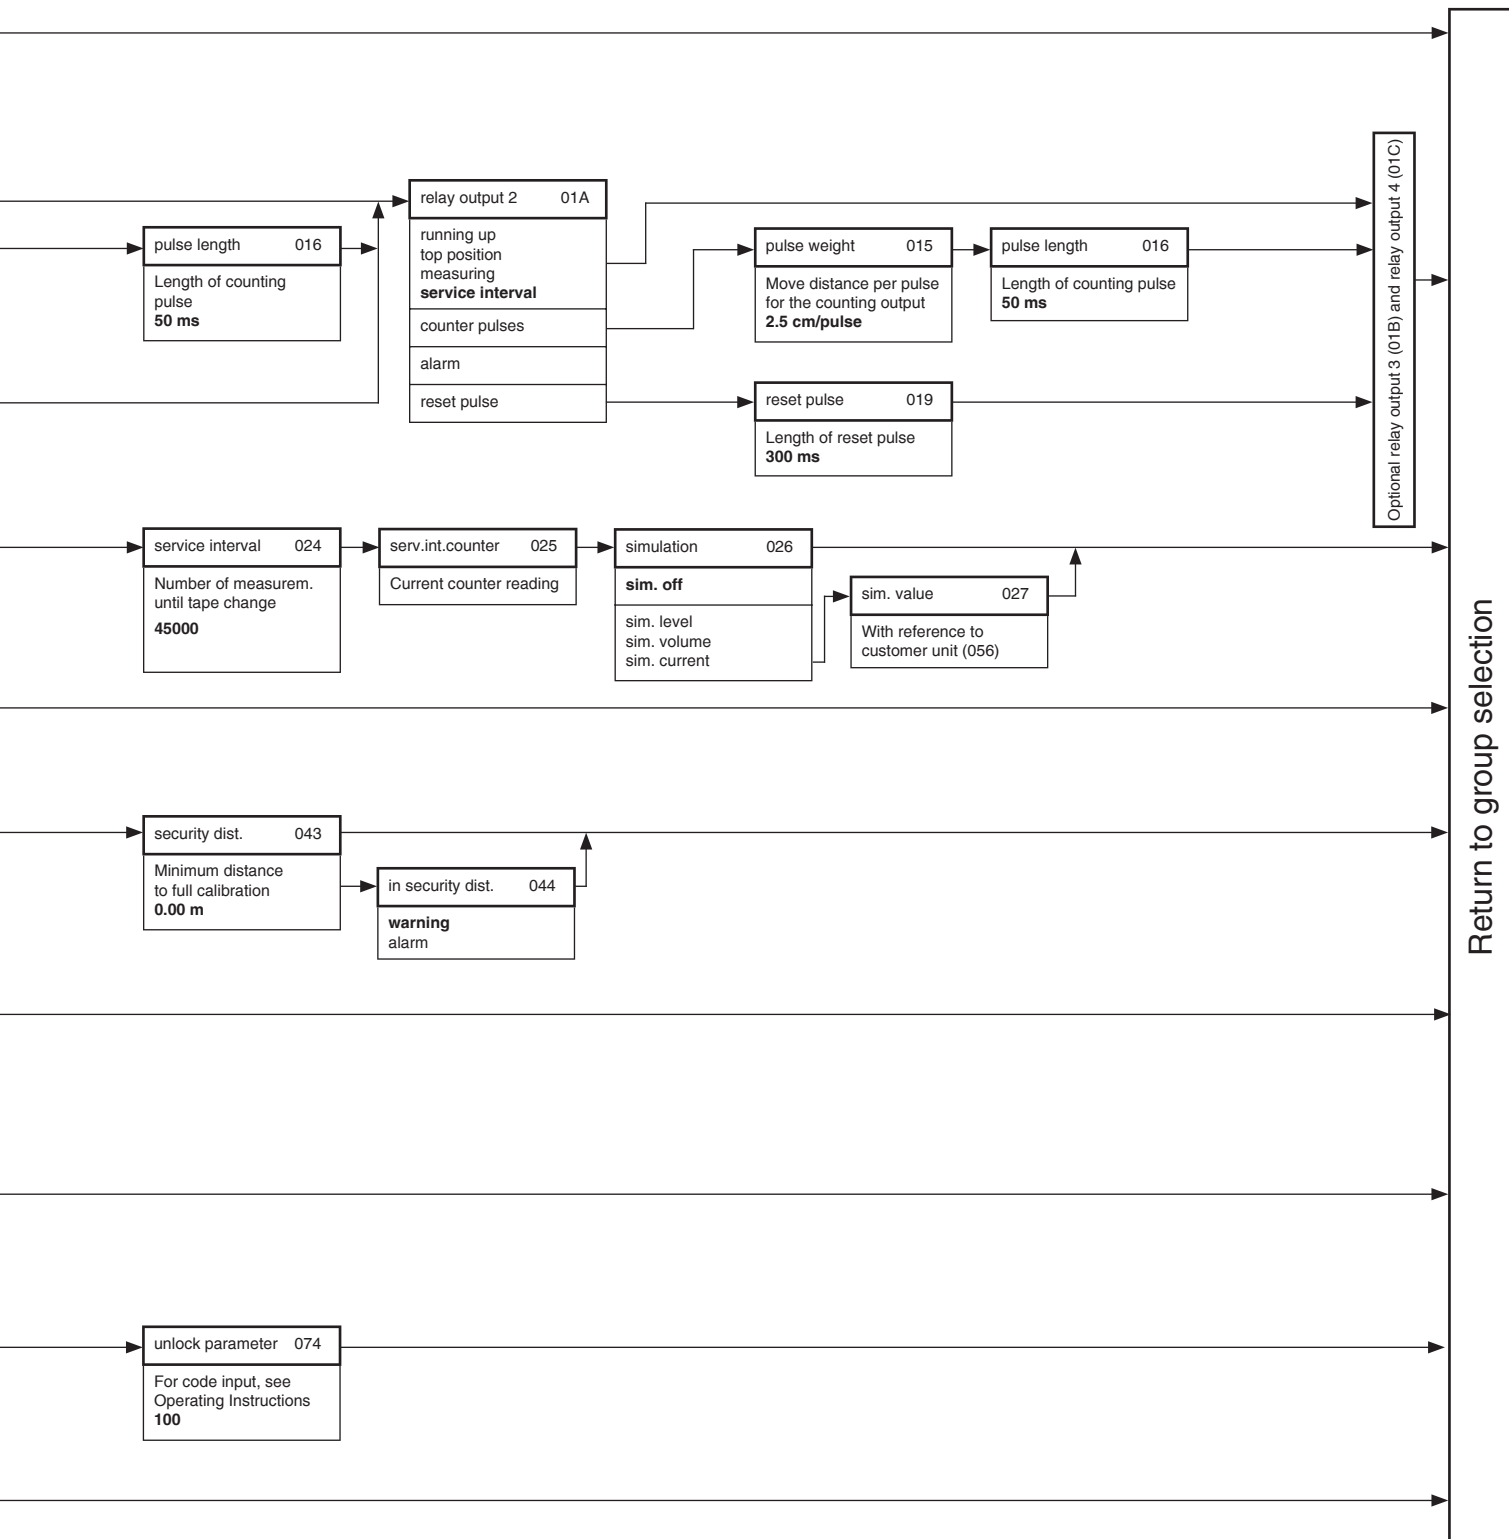 relay output 2 01A
running up
top position
measuring
service interval
counter pulses
alarm
reset pulse
pulse length 016
Length of counting
pulse
50 ms
pulse weight 015
Move distance per pulse
for the counting output
2.5 cm/pulse
pulse length 016
Length of counting pulse
50 ms
reset pulse 019
Length of reset pulse
300 ms
Optional relay output 3 (01B) and relay output 4 (01C)
service interval 024
Number of measurem.
until tape change
45000
serv.int.counter 025
Current counter reading
simulation 026
sim. off
sim. level
sim. volume
sim. current
sim. value 027
With reference to
customer unit (056)
Return to group selection
security dist. 043
Minimum distance
to full calibration
0.00 m
in security dist. 044
warning
alarm
unlock parameter 074
For code input, see
Operating Instructions
100